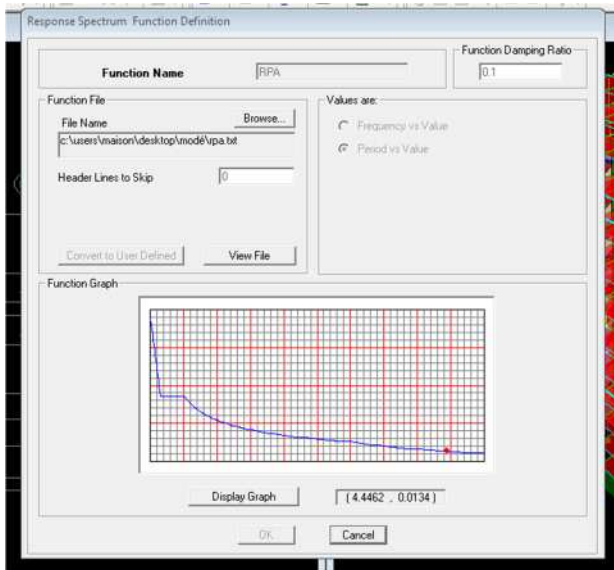 Response Spectrum Function Definition
Function Damping Ratio
Function Name
RPA
0.1
Function File
File Name
Browse...
c:\users\maison\desktop\modé\rpa.txt
Header Lines to Skip
0
Convert to User Defined
View File
Values are:
Frequency vs Value
Period vs Value
Function Graph
Display Graph
( 4.4462 , 0.0134 )
OK
Cancel